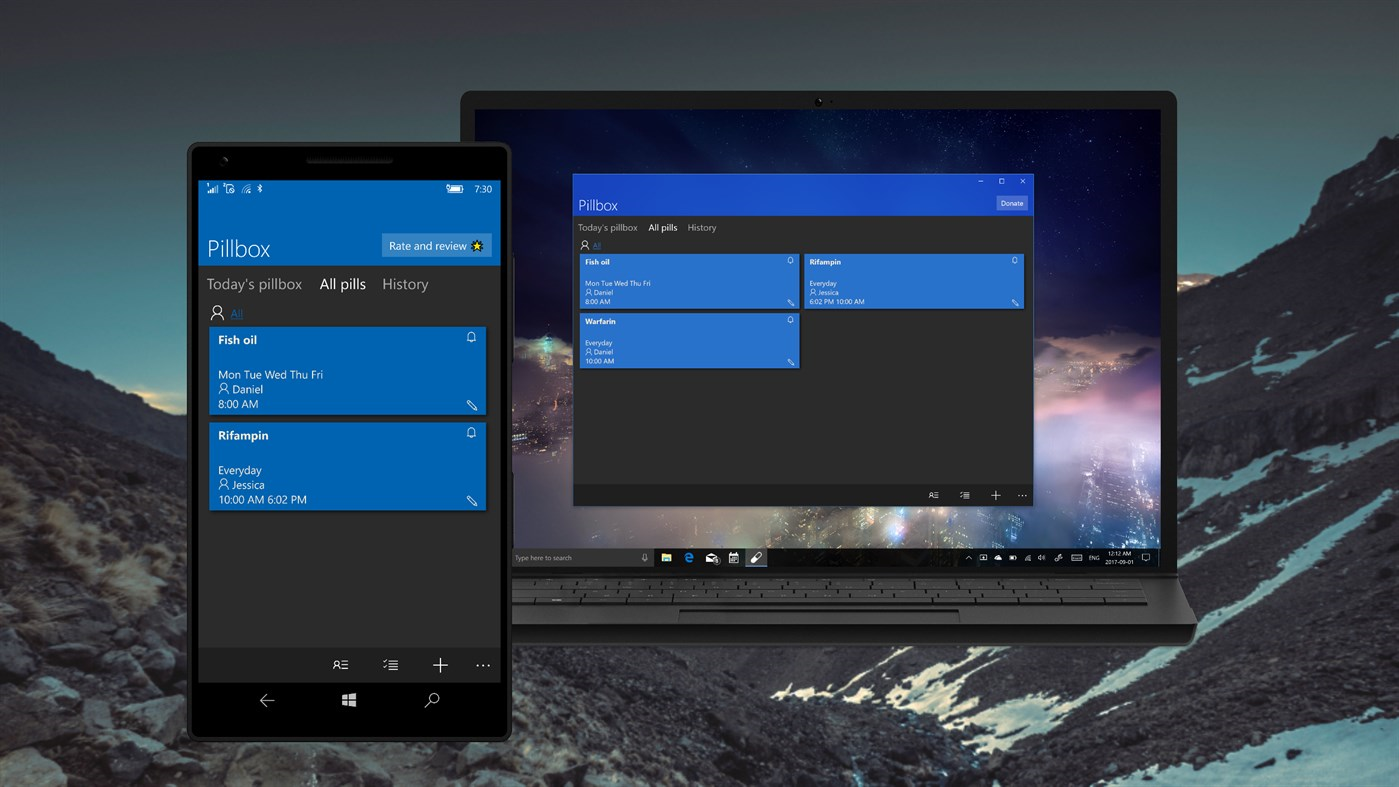 7:30
Pillbox
Rate and review
Today's pillbox All pills History
All
Fish oil
Mon Tue Wed Thu Fri
Daniel
8:00 AM
Rifampin
Everyday
Jessica
10:00 AM 6:02 PM
Pillbox
Donate
Today's pillbox All pills History
All
Fish oil
Mon Tue Wed Thu Fri
Daniel
8:00 AM
Rifampin
Everyday
Jessica
6:02 PM 10:00 AM
Warfarin
Everyday
Daniel
10:00 AM
Type here to search
ENG
12:12 AM
2017-09-01